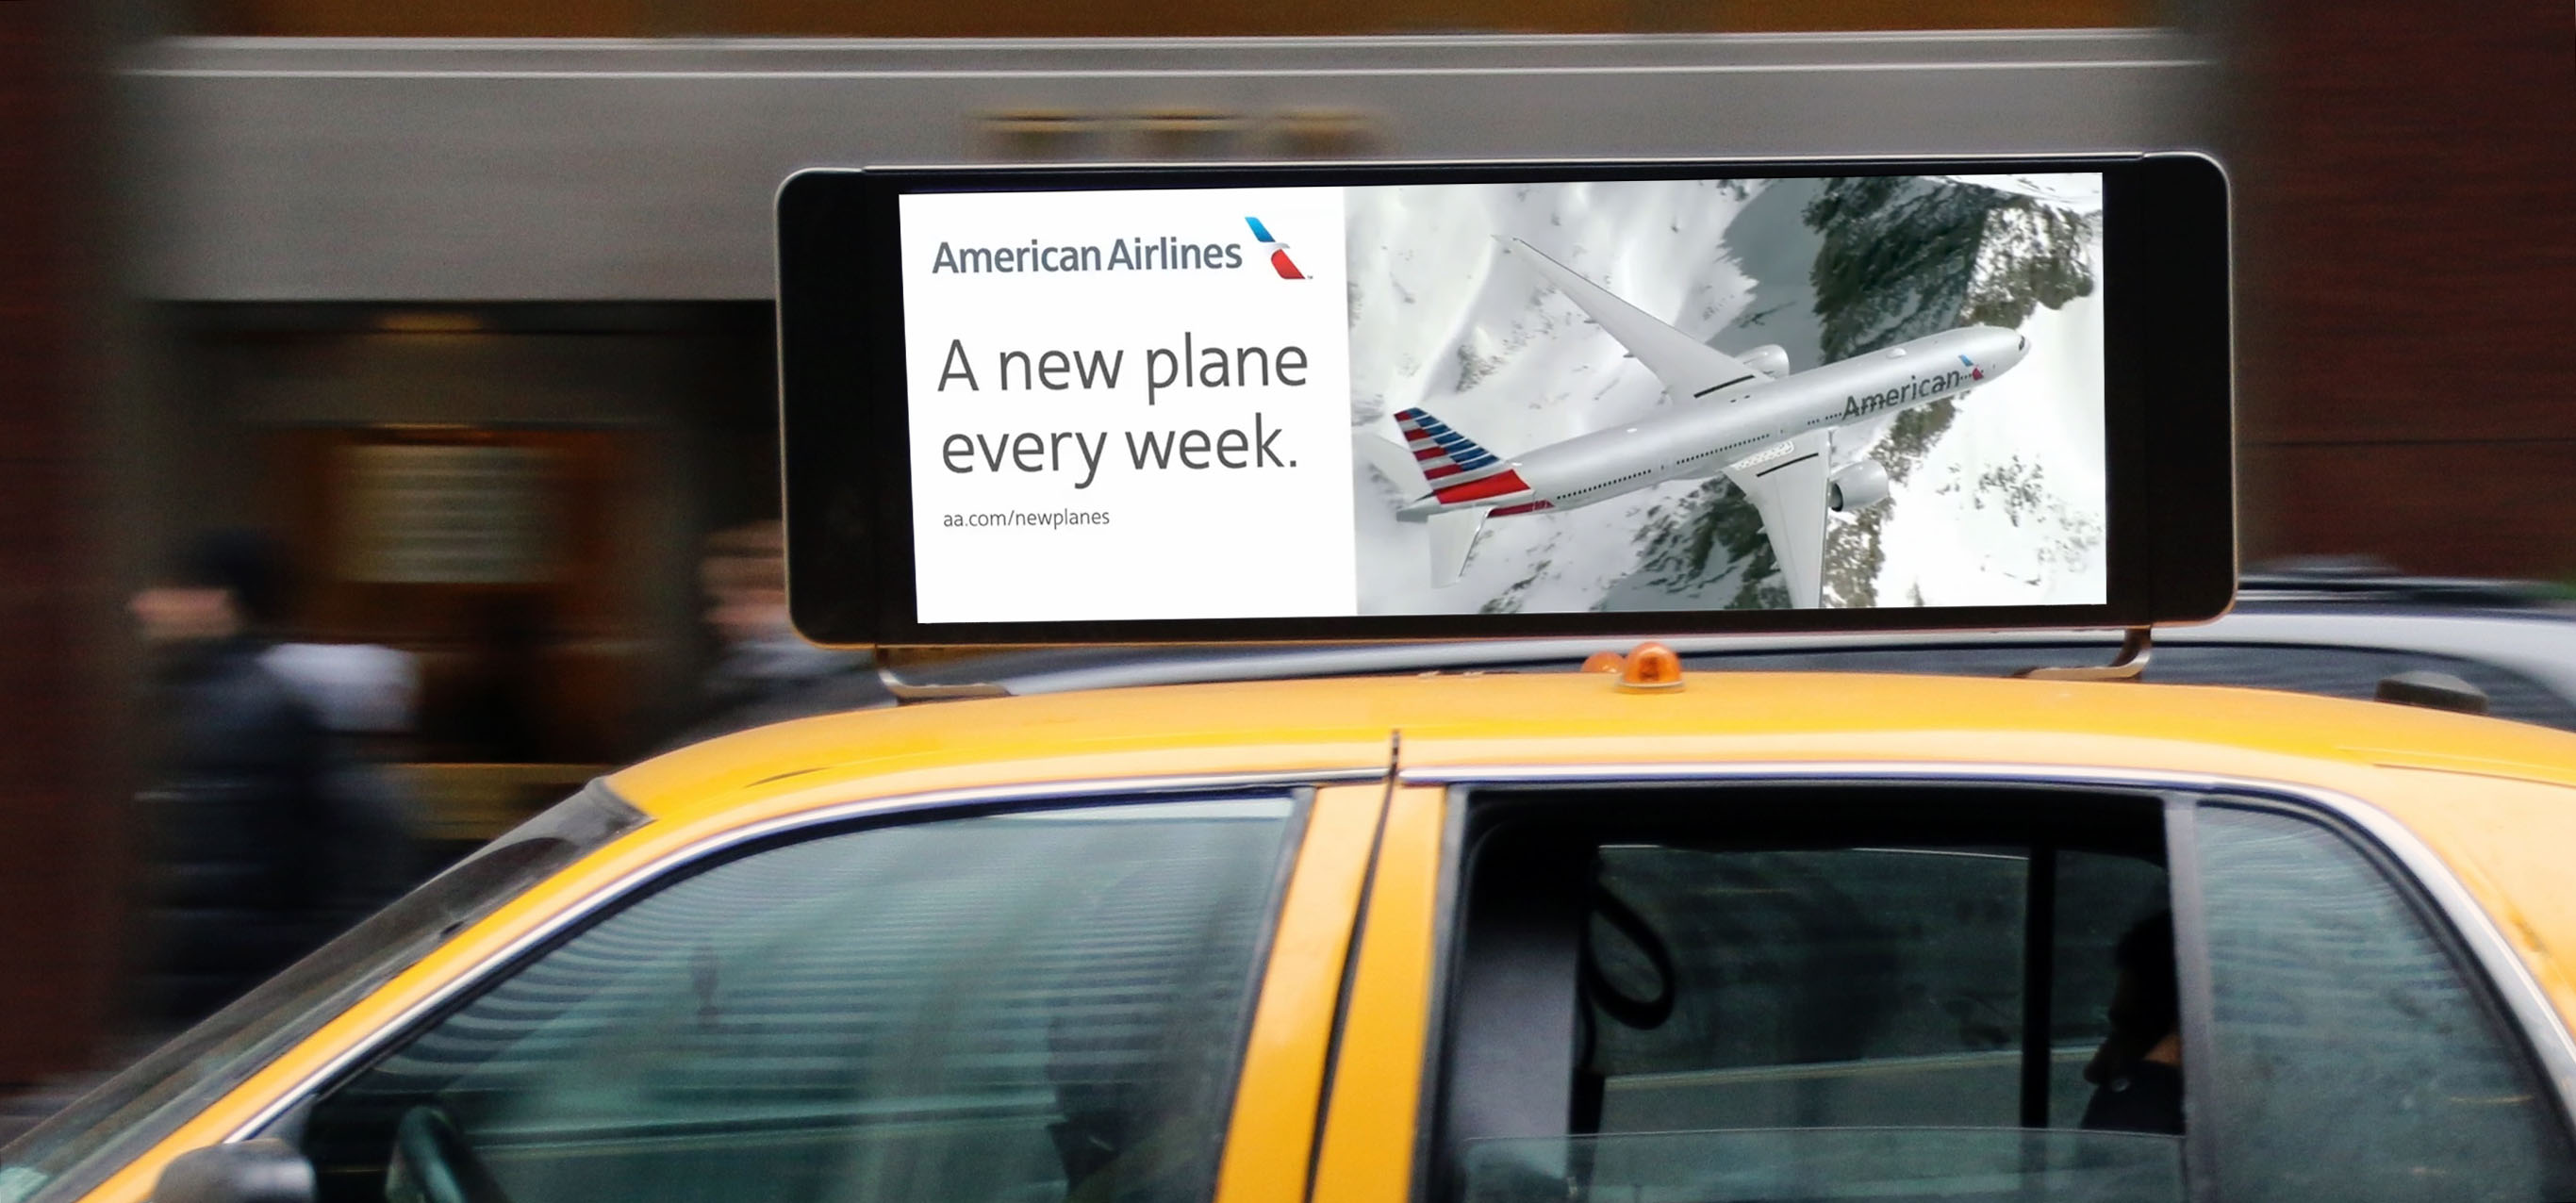 American Airlines
A new plane
every week.
aa.com/newplanes
American